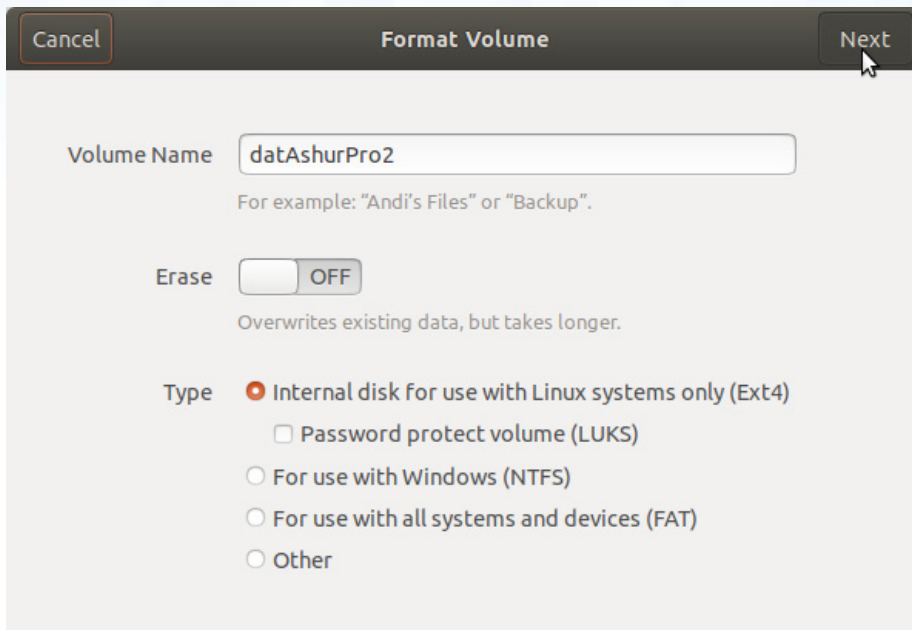 Cancel Format Volume Next
Volume Name datAshurPro2
For example: “Andi’s Files” or “Backup”.
Erase OFF
Overwrites existing data, but takes longer.
Type Internal disk for use with Linux systems only (Ext4)
Password protect volume (LUKS)
For use with Windows (NTFS)
For use with all systems and devices (FAT)
Other